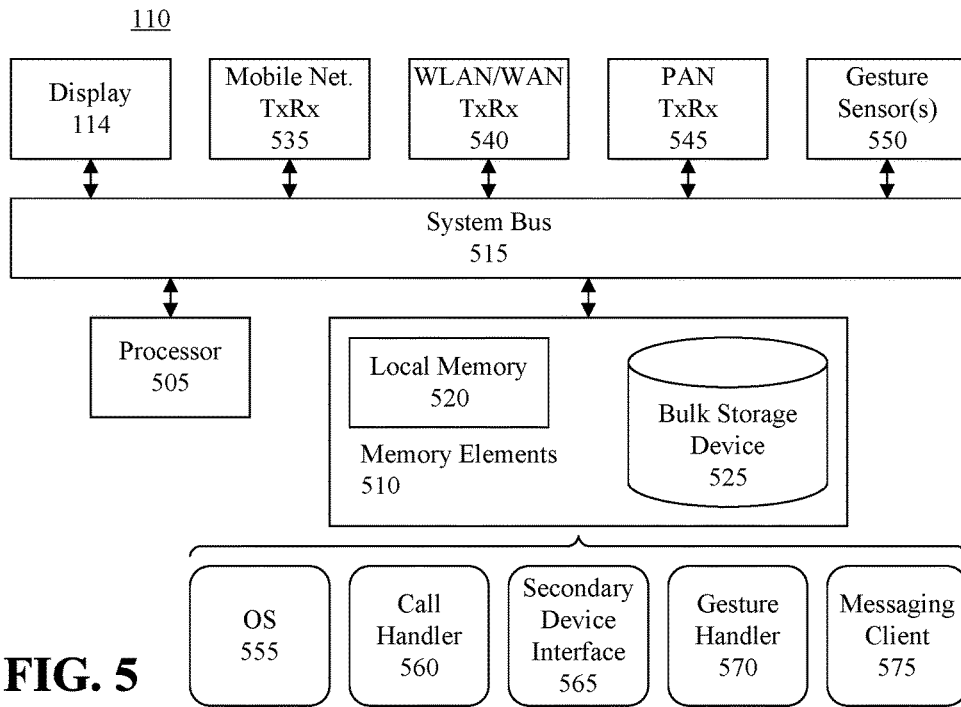 110
Display
114
Mobile Net.
TxRx
535
WLAN/WAN
TxRx
540
PAN
TxRx
545
Gesture
Sensor(s)
550
System Bus
515
Processor
505
Local Memory
520
Memory Elements
510
Bulk Storage
Device
525
OS
555
Call
Handler
560
Secondary
Device
Interface
565
Gesture
Handler
570
Messaging
Client
575
FIG. 5